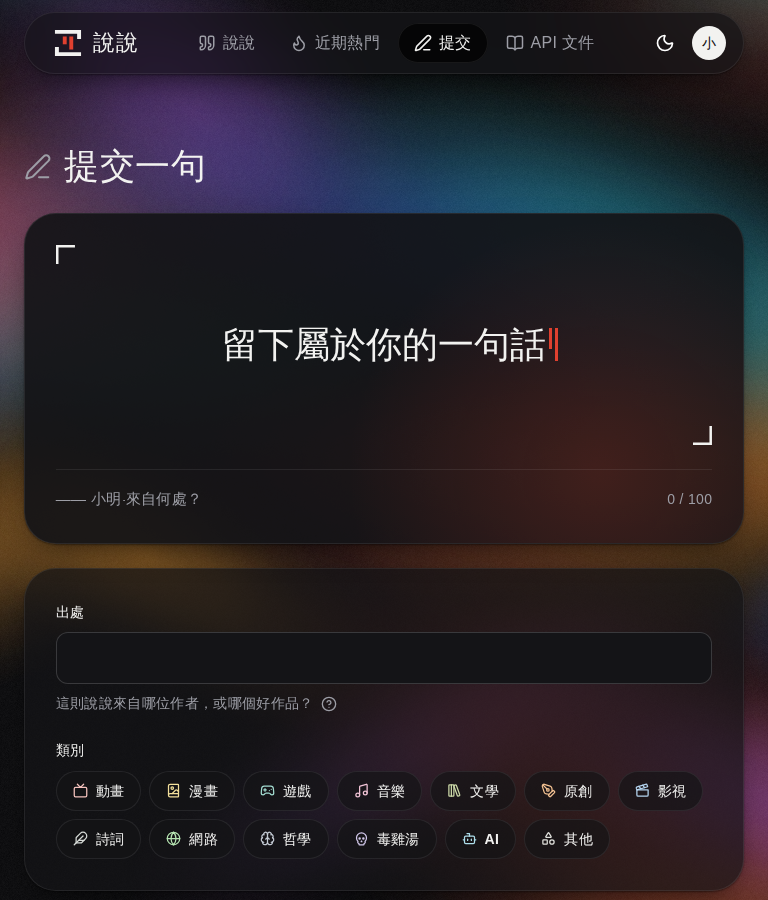 說說
說說 近期熱門 提交 API 文件 小
提交一句
留下屬於你的一句話
—— 小明·來自何處？ 0 / 100
出處
這則說說來自哪位作者，或哪個好作品？
類別
動畫 漫畫 遊戲 音樂 文學 原創 影視
詩詞 網路 哲學 毒雞湯 AI 其他